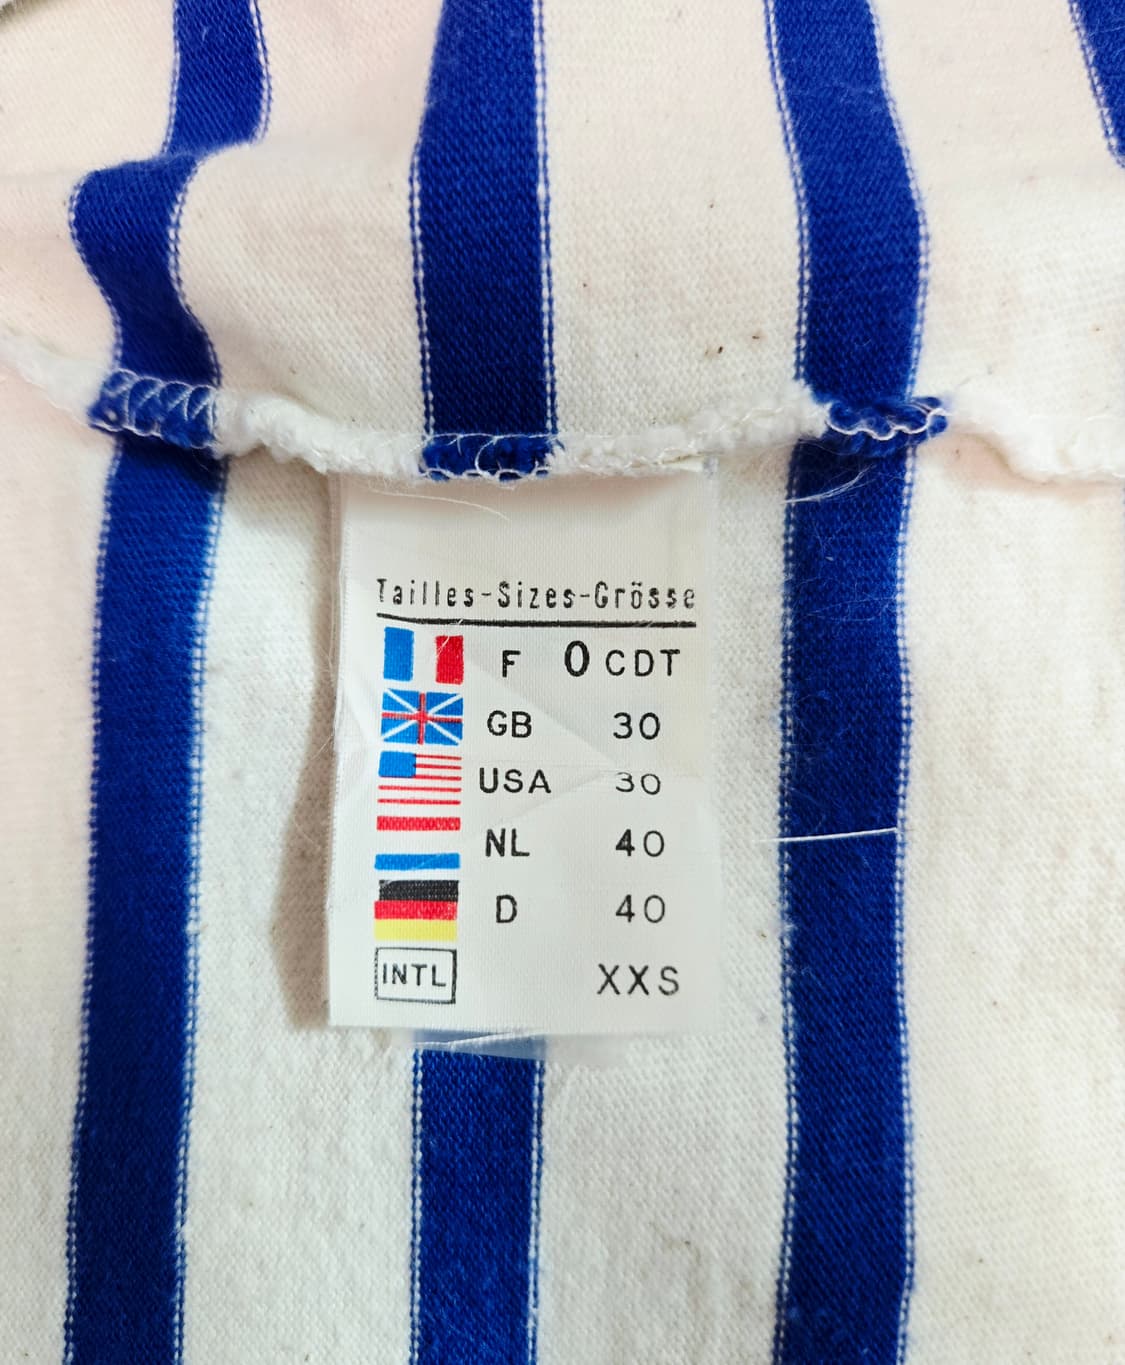 Tailles-Sizes-Grösse
F 0 CDT
GB 30
USA 30
NL 40
D 40
INTL XXS